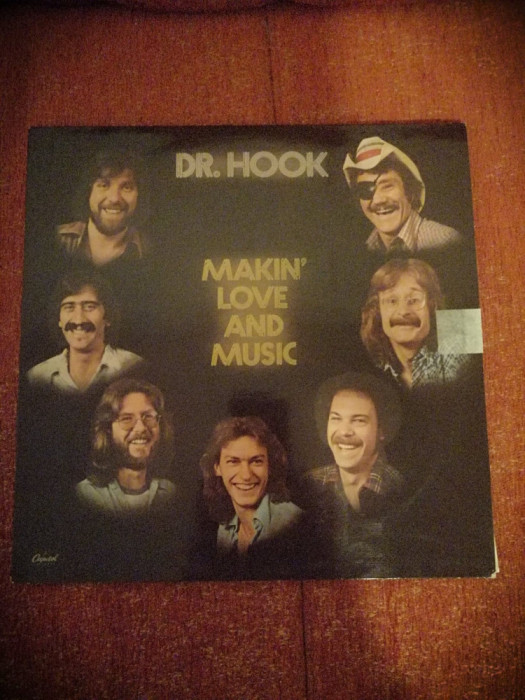 DR. HOOK
MAKIN'
LOVE
AND
MUSIC
Capitol